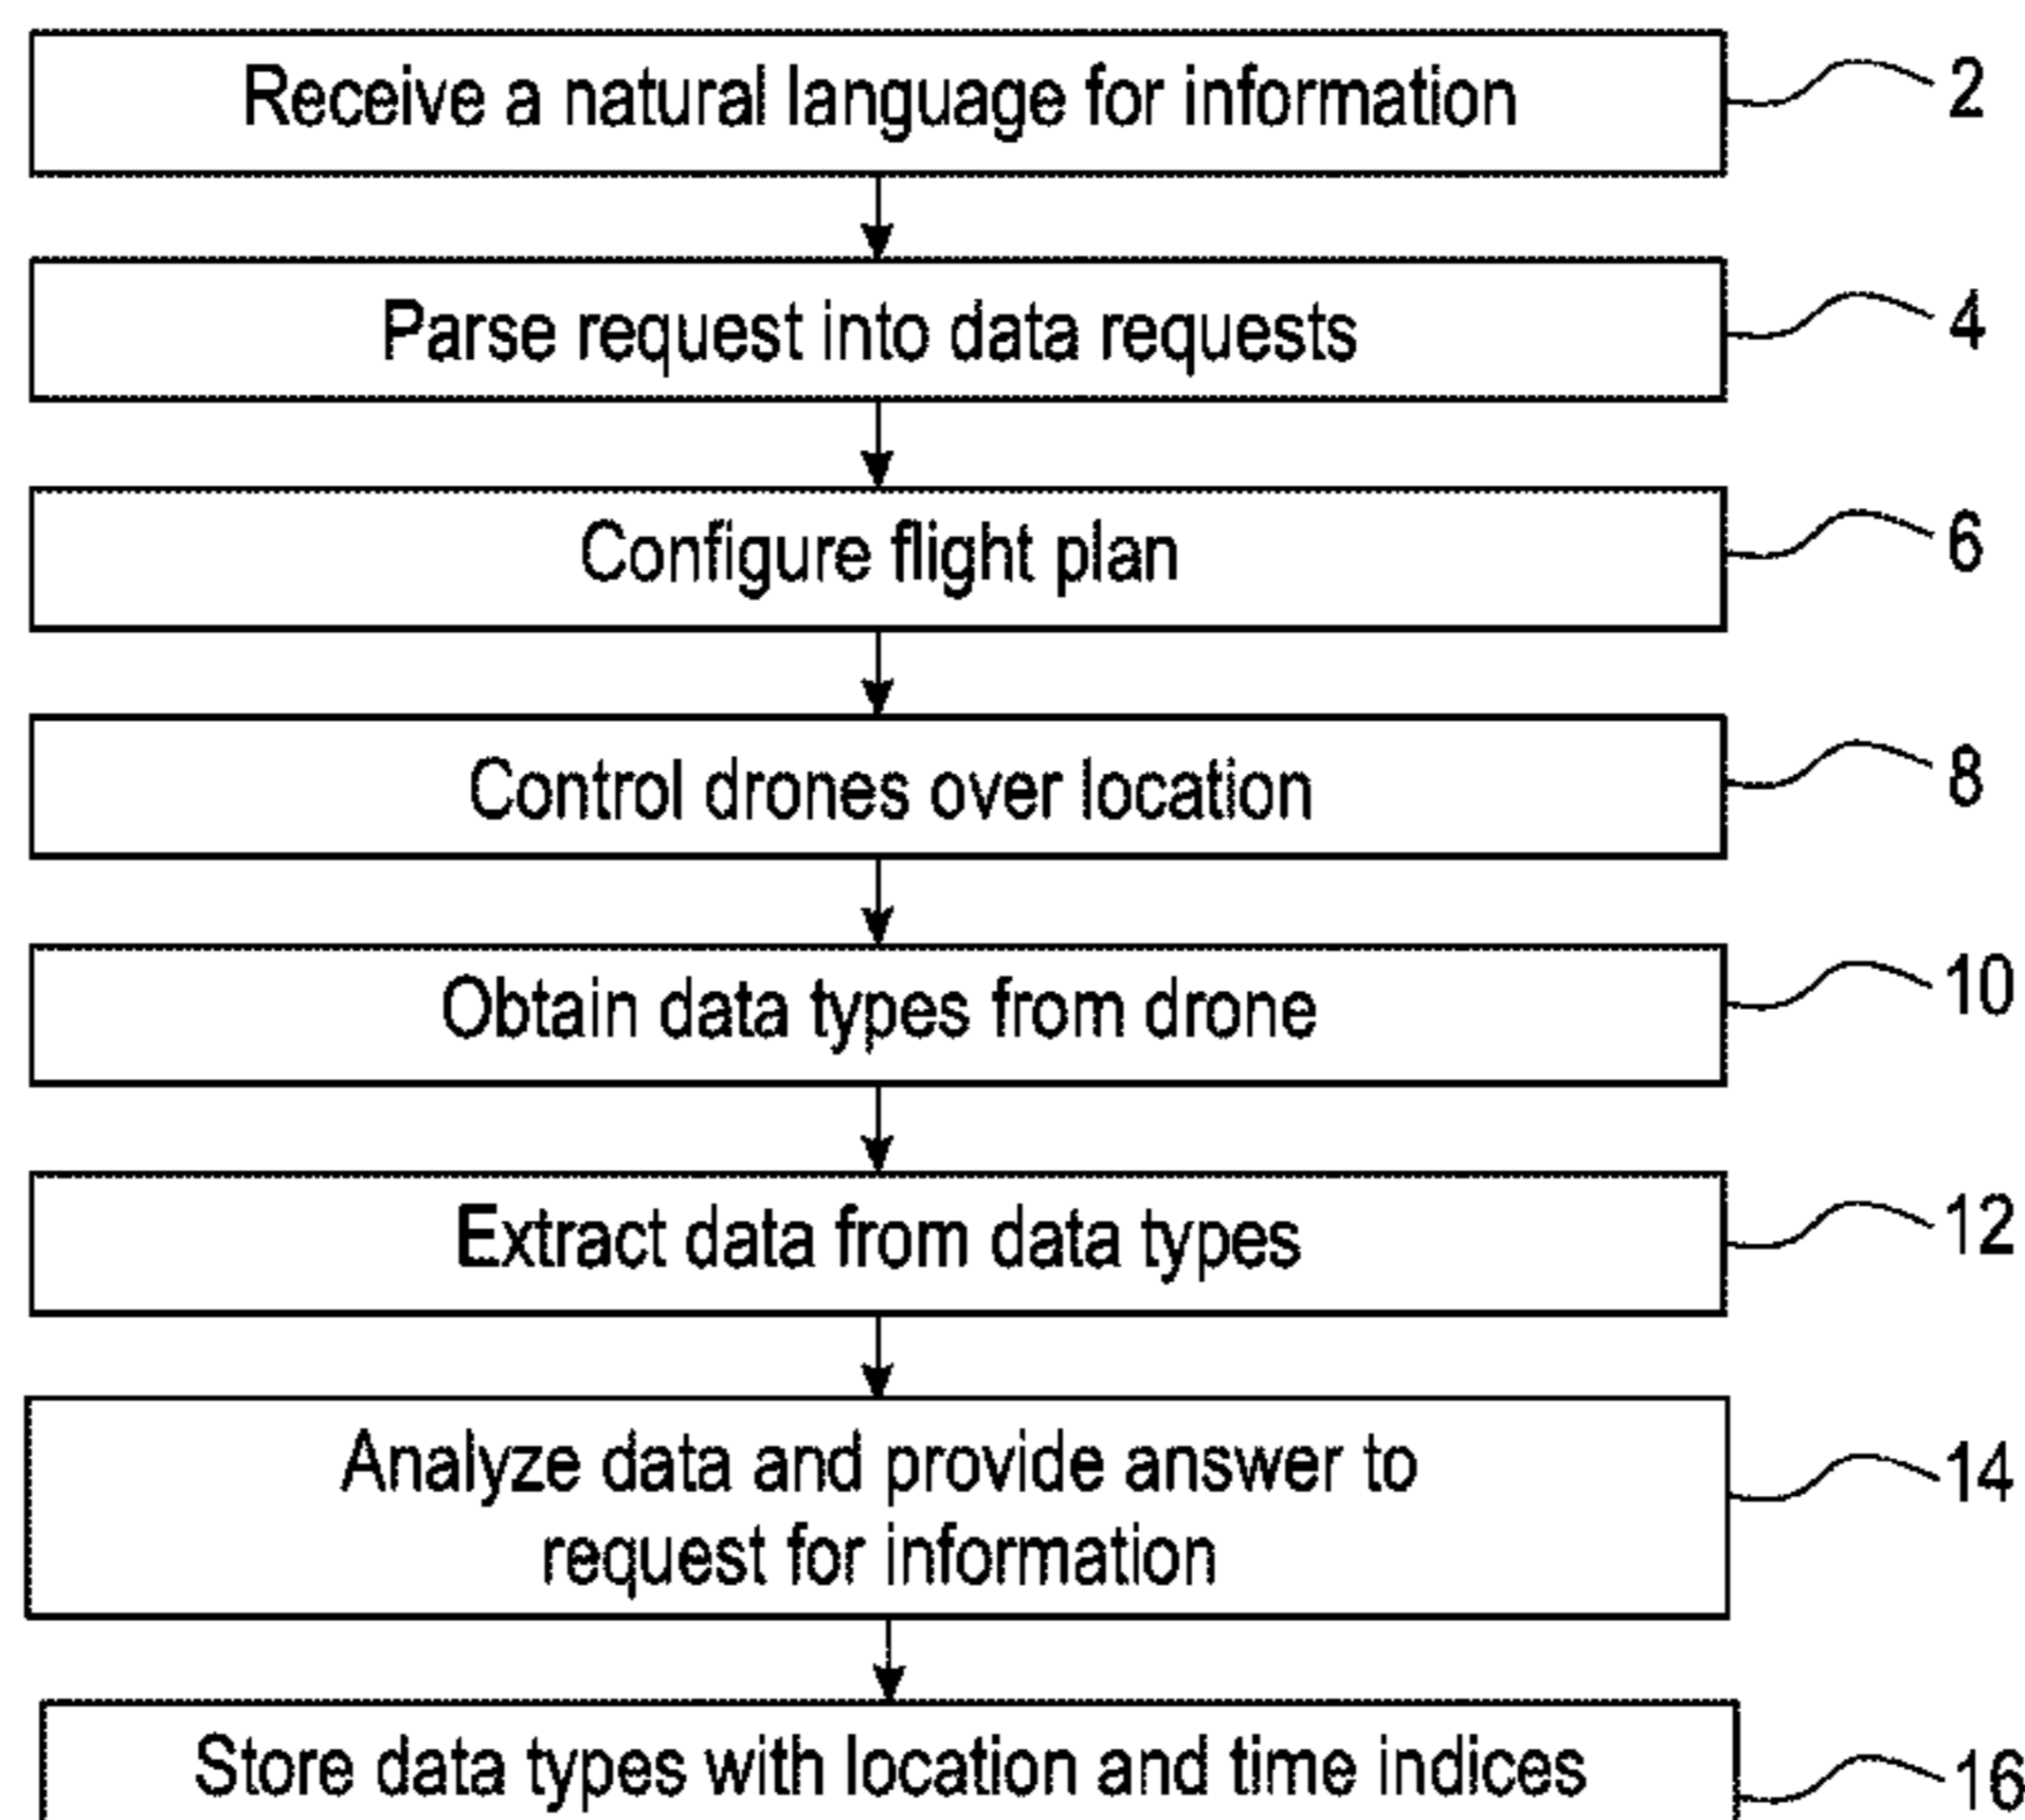 Receive a natural language for information 2
Parse request into data requests 4
Configure flight plan 6
Control drones over location 8
Obtain data types from drone 10
Extract data from data types 12
Analyze data and provide answer to 14
request for information
Store data types with location and time indices 16